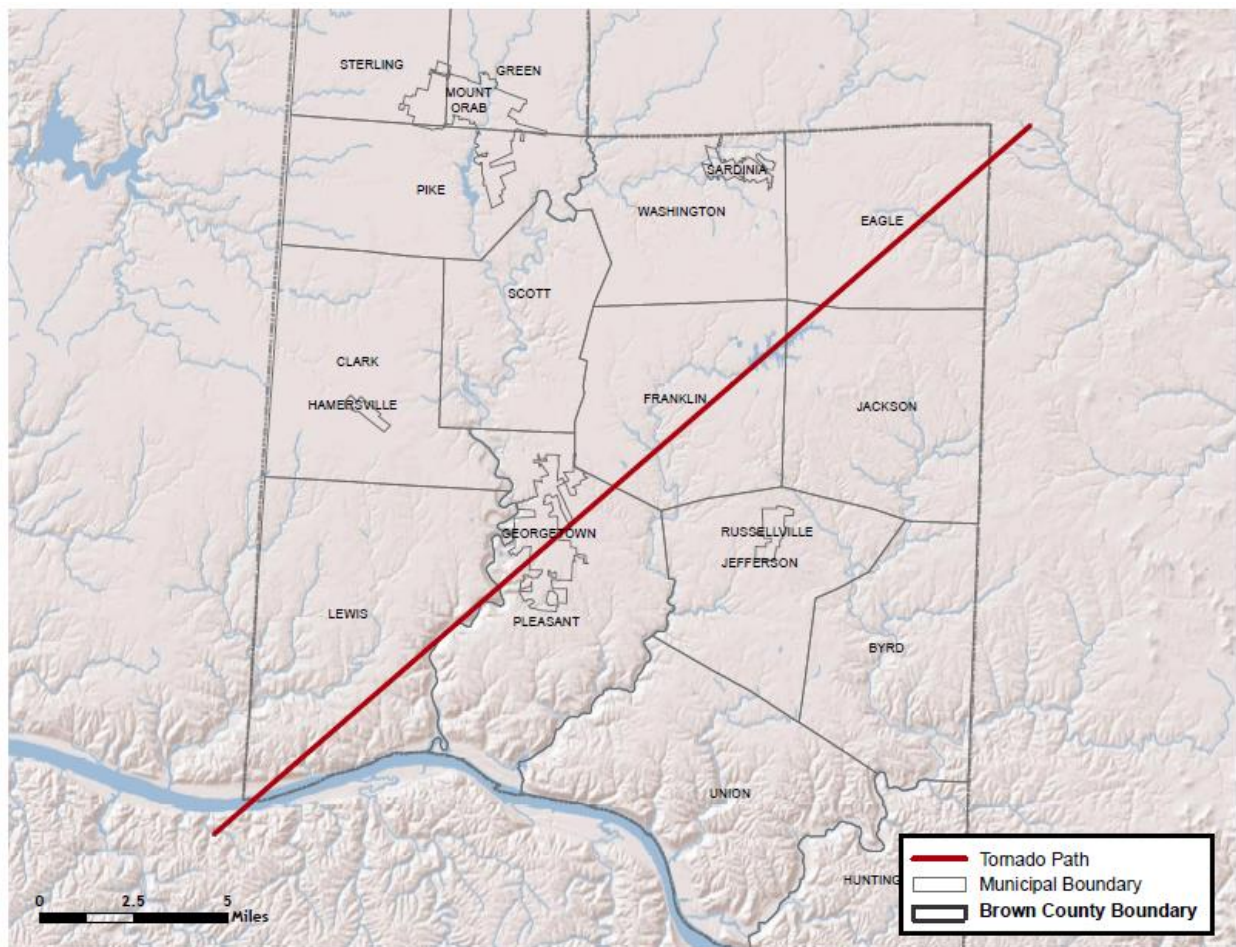 STERLING
GREEN
MOUNT
ORAB
PIKE
SARDINIA
WASHINGTON
EAGLE
SCOTT
CLARK
HAMERSVILLE
FRANKLIN
JACKSON
GEORGETOWN
RUSSELLVILLE
JEFFERSON
LEWIS
PLEASANT
BYRD
UNION
HUNTING
0 2.5 5
Miles
Tornado Path
Municipal Boundary
Brown County Boundary